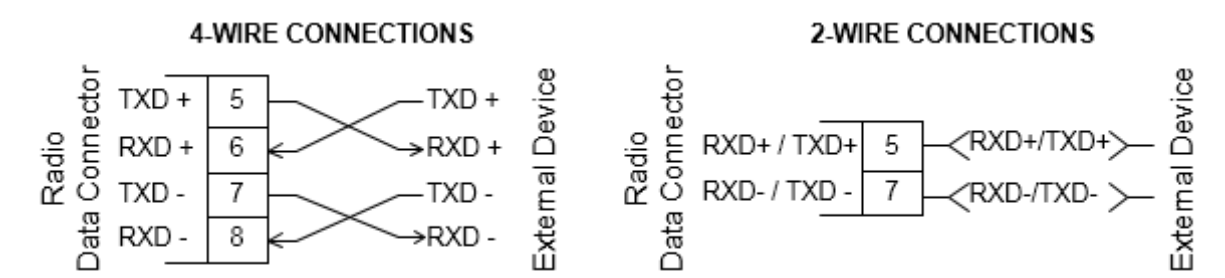 4-WIRE CONNECTIONS
Radio
Data Connector
TXD + 5 TXD +
RXD + 6 RXD +
TXD - 7 TXD -
RXD - 8 RXD -
External Device
2-WIRE CONNECTIONS
Radio
Data Connector
RXD+ / TXD+ 5 RXD+/TXD+
RXD- / TXD - 7 RXD-/TXD-
External Device